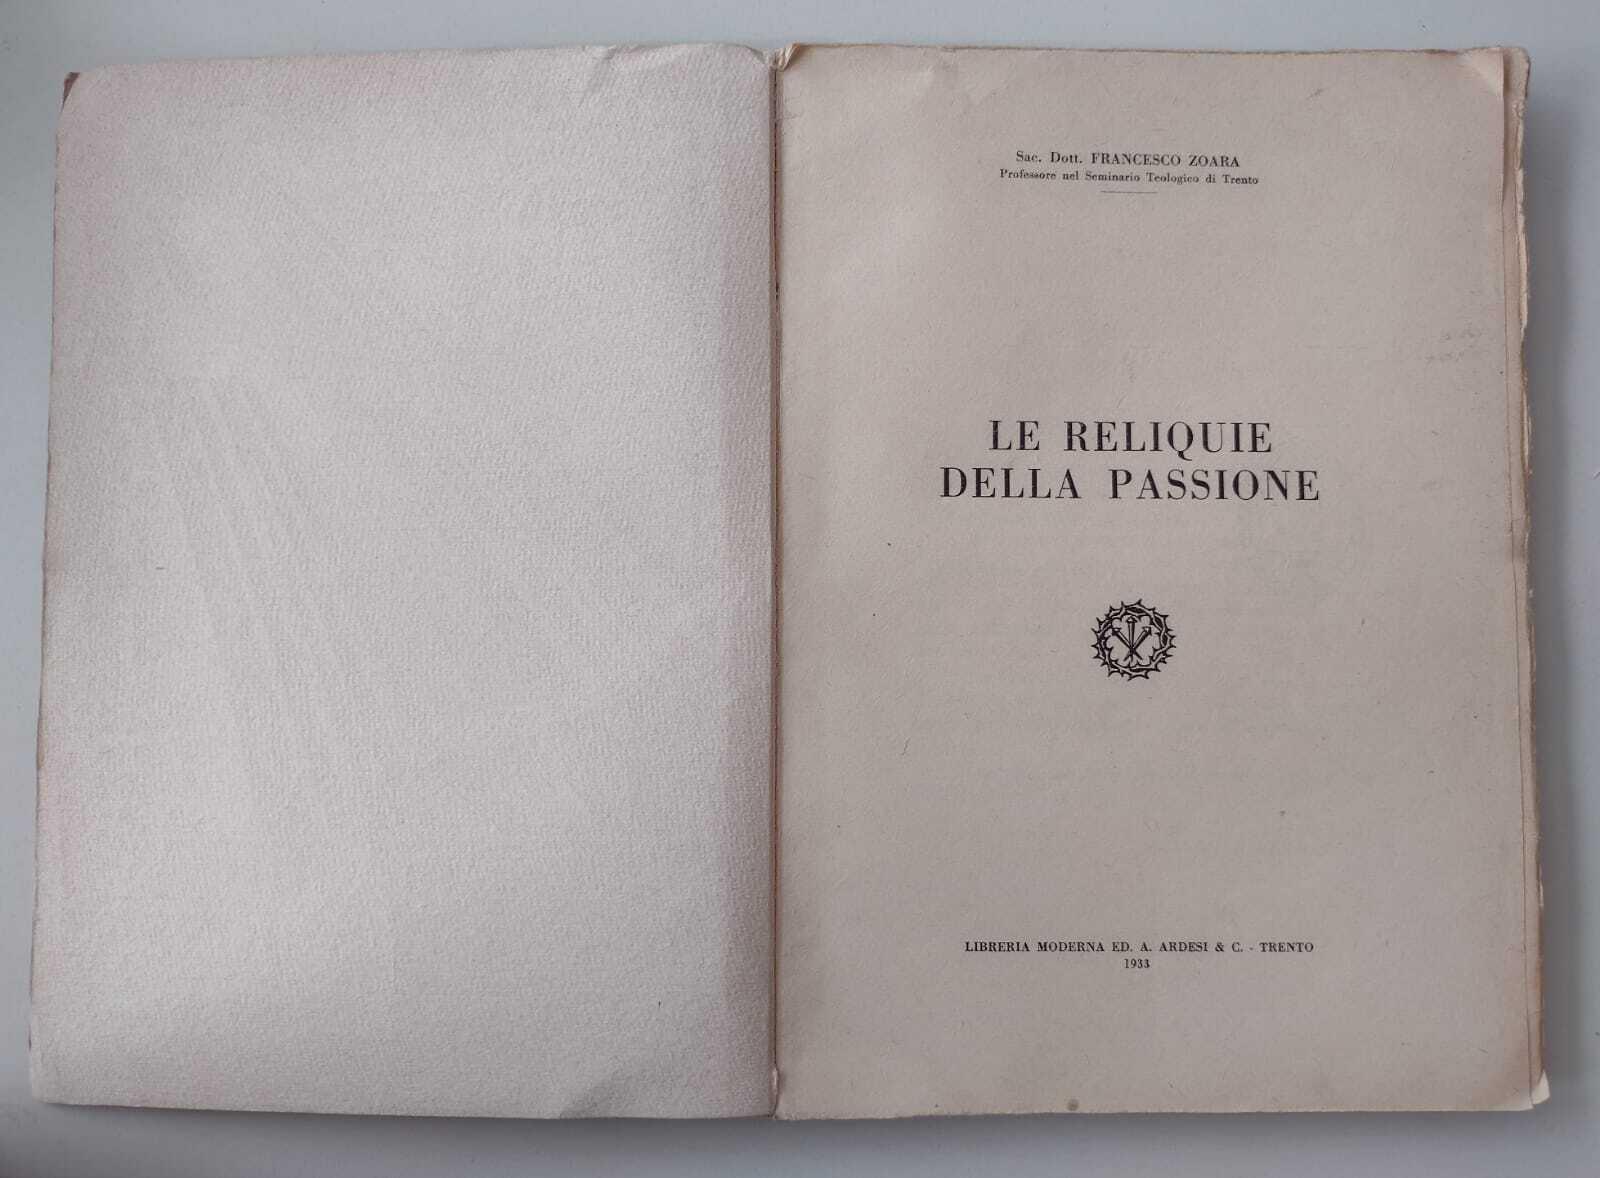 Sac. Dott. FRANCESCO ZOARA
Professore nel Seminario Teologico di Trento
LE RELIQUIE
DELLA PASSIONE
LIBRERIA MODERNA ED. A. ARDESI & C. - TRENTO
1933